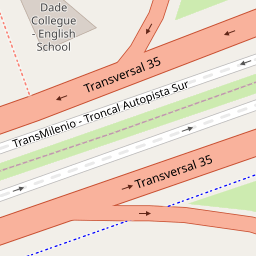 Dade
Collegue
- English
School
Transversal 35
TransMilenio - Troncal Autopista Sur
Transversal 35